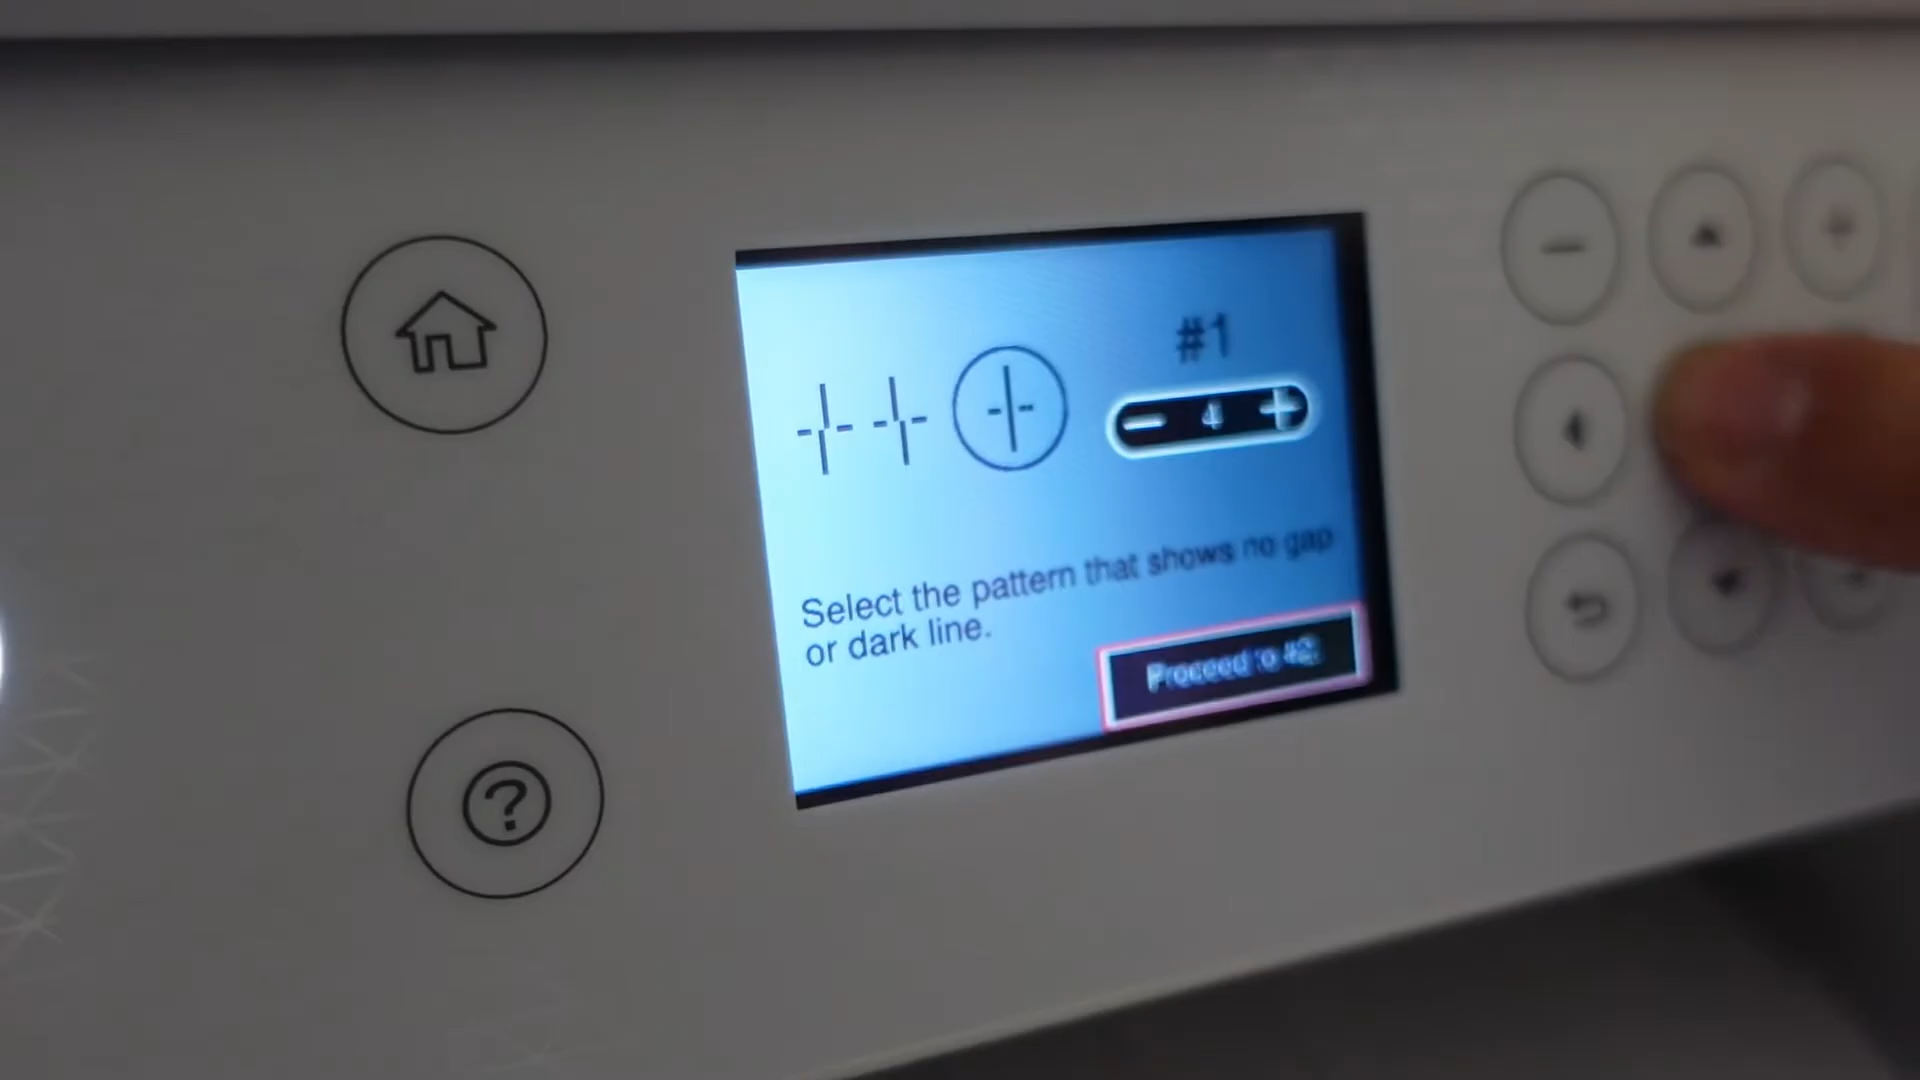 #1
- 4 +
Select the pattern that shows no gap
or dark line.
Proceed to #2
?